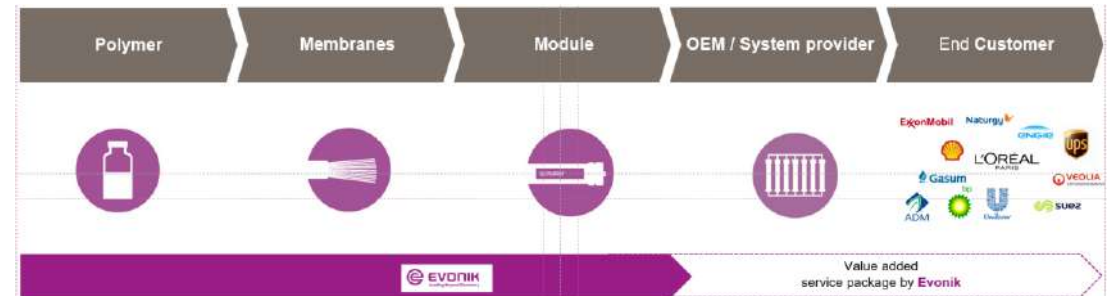 Polymer
Membranes
Module
OEM / System provider
End Customer
ExxonMobil
Naturgy
ENGIE
ups
L'ORÉAL
PARIS
Gasum
VEOLIA
bp
ADM
Unilever
suez
EVONIK
Value added
service package by Evonik